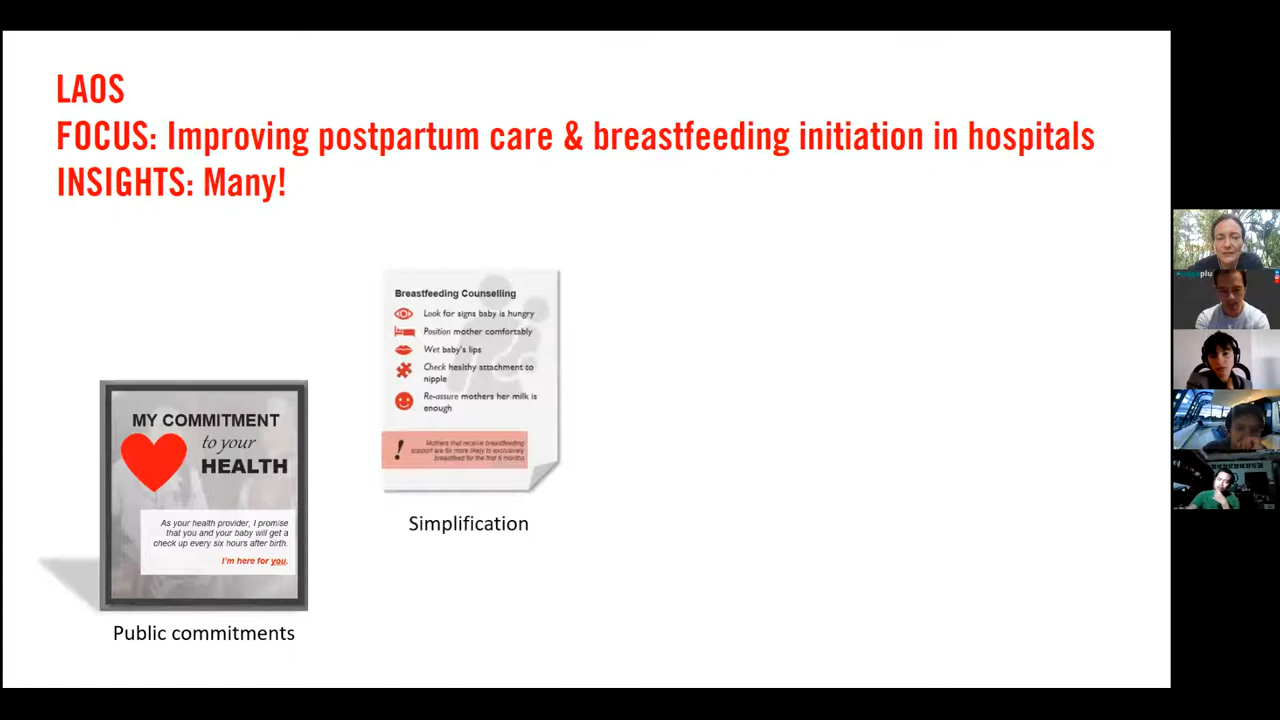 LAOS
FOCUS: Improving postpartum care & breastfeeding initiation in hospitals
INSIGHTS: Many!
Breastfeeding Counselling
Look for signs baby is hungry
Position mother comfortably
Wet baby's lips
Check healthy attachment to
nipple
Re-assure mothers her milk is
enough
!
Mothers that receive breastfeeding
support are far more likely to exclusively
breastfeed for the first 6 months
Simplification
MY COMMITMENT
to your
HEALTH
As your health provider, I promise
that you and your baby will get a
check up every six hours after birth.
I'm here for you.
Public commitments